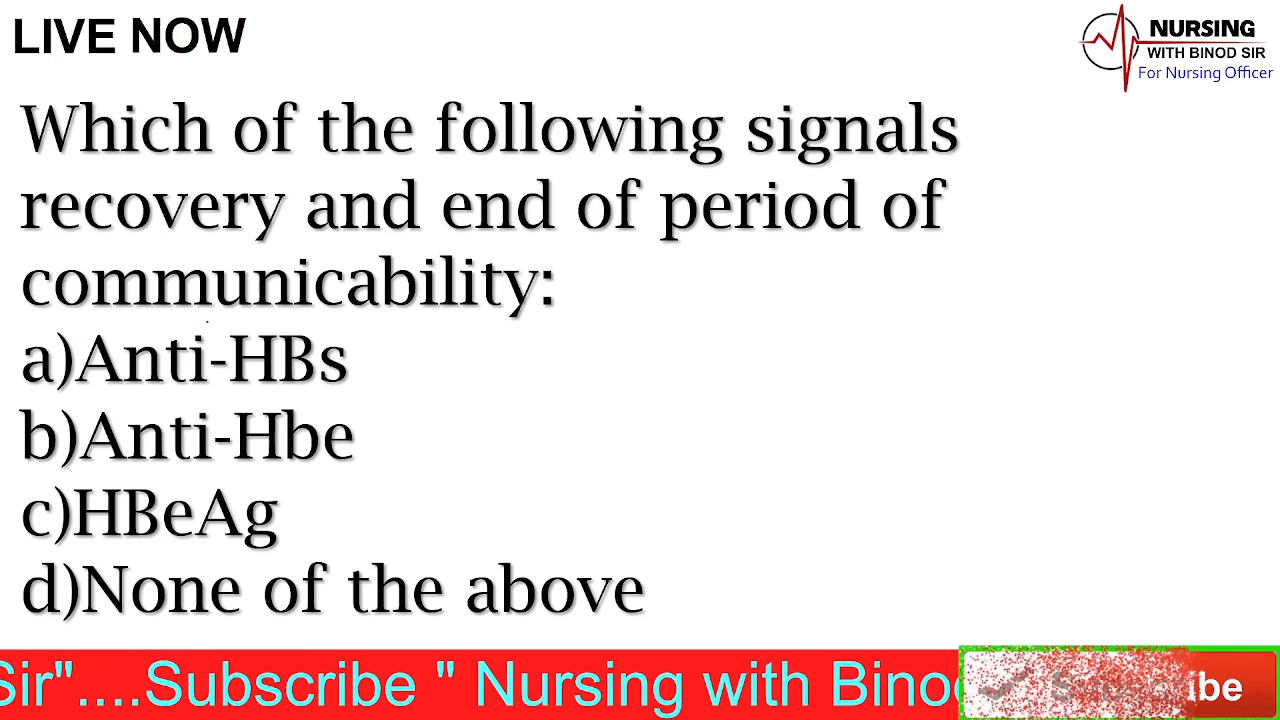 LIVE NOW
NURSING
WITH BINOD SIR
For Nursing Officer
Which of the following signals
recovery and end of period of
communicability:
a)Anti-HBs
b)Anti-Hbe
c)HBeAg
d)None of the above
Sir"....Subscribe " Nursing with Bino